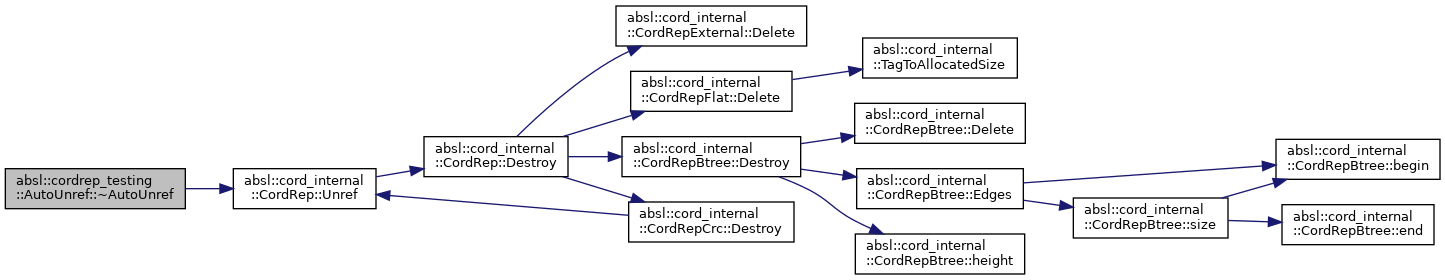 absl::cord_internal
::CordRepExternal::Delete
absl::cord_internal
::TagToAllocatedSize
absl::cord_internal
::CordRepFlat::Delete
absl::cord_internal
::CordRepBtree::Delete
absl::cord_internal
::CordRep::Destroy
absl::cord_internal
::CordRepBtree::Destroy
absl::cord_internal
::CordRepBtree::begin
absl::cordrep_testing
::AutoUnref::~AutoUnref
absl::cord_internal
::CordRep::Unref
absl::cord_internal
::CordRepBtree::Edges
absl::cord_internal
::CordRepCrc::Destroy
absl::cord_internal
::CordRepBtree::size
absl::cord_internal
::CordRepBtree::end
absl::cord_internal
::CordRepBtree::height